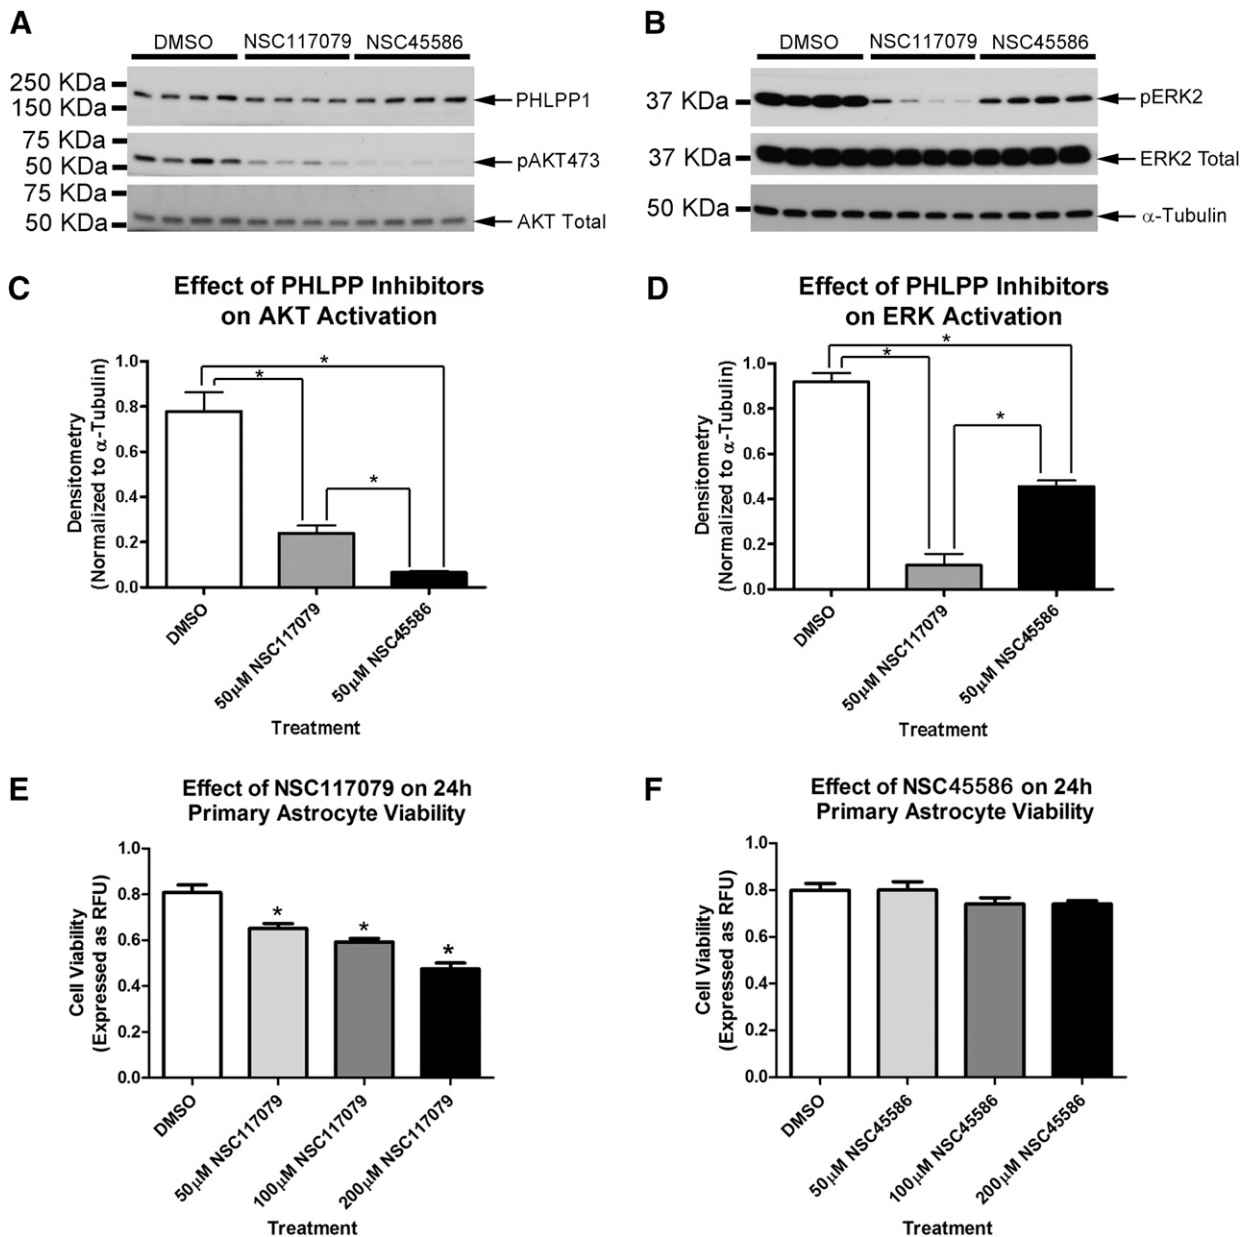 A
DMSO NSC117079 NSC45586
250 KDa
150 KDa
PHLPP1
75 KDa
50 KDa
pAKT473
75 KDa
50 KDa
AKT Total
B
DMSO NSC117079 NSC45586
37 KDa
pERK2
37 KDa
ERK2 Total
50 KDa
α-Tubulin
C
Effect of PHLPP Inhibitors
on AKT Activation
Densitometry
(Normalized to α-Tubulin)
1.0
0.8
0.6
0.4
0.2
0.0
*
*
*
DMSO
50μM NSC117079
50μM NSC45586
Treatment
D
Effect of PHLPP Inhibitors
on ERK Activation
Densitometry
(Normalized to α-Tubulin)
1.0
0.8
0.6
0.4
0.2
0.0
*
*
*
DMSO
50μM NSC117079
50μM NSC45586
Treatment
E
Effect of NSC117079 on 24h
Primary Astrocyte Viability
Cell Viability
(Expressed as RFU)
1.0
0.8
0.6
0.4
0.2
0.0
*
*
*
DMSO
50μM NSC117079
100μM NSC117079
200μM NSC117079
Treatment
F
Effect of NSC45586 on 24h
Primary Astrocyte Viability
Cell Viability
(Expressed as RFU)
1.0
0.8
0.6
0.4
0.2
0.0
DMSO
50μM NSC45586
100μM NSC45586
200μM NSC45586
Treatment